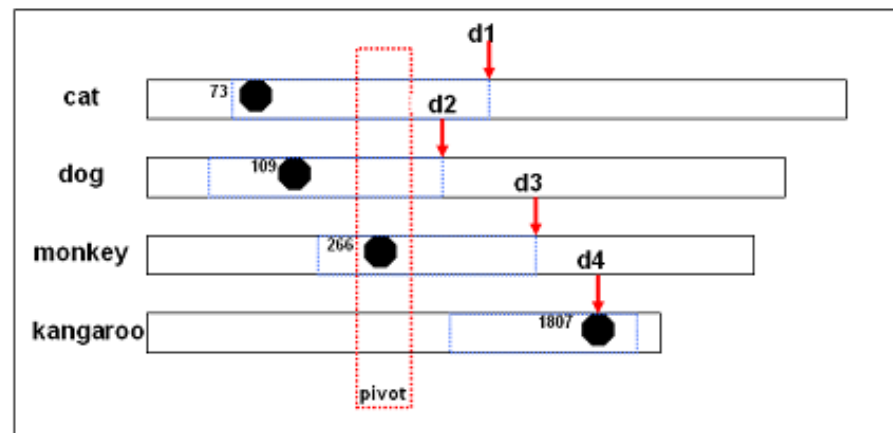 d1
cat 73
d2
dog 109
d3
monkey 266
d4
kangaroo 1807
pivot